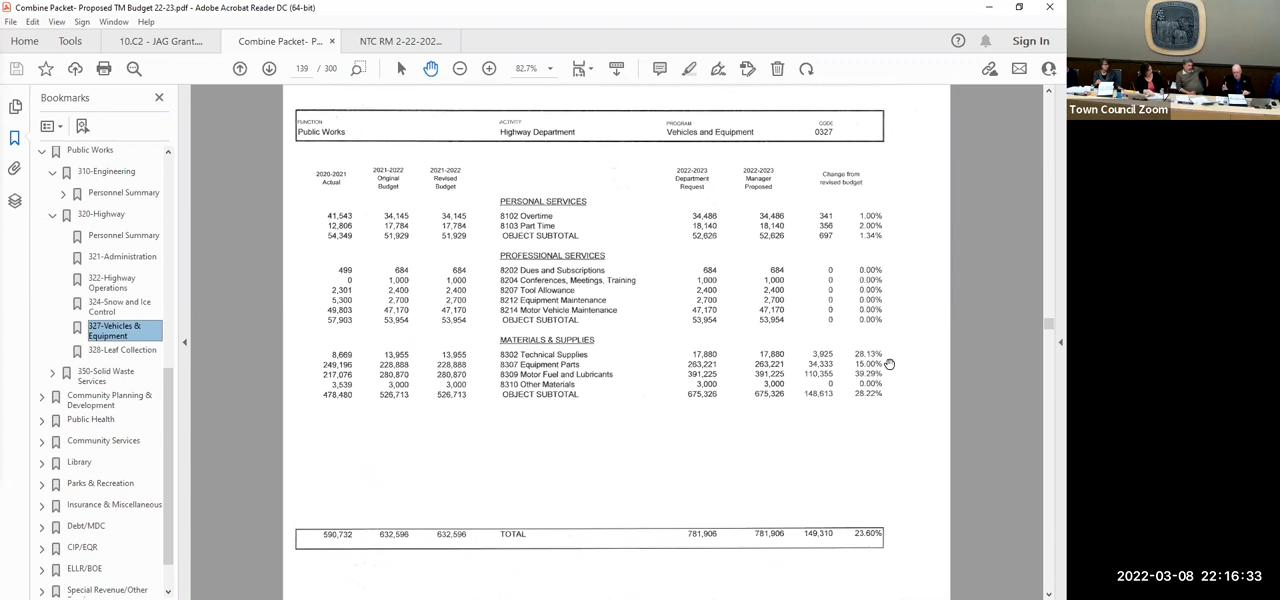 Combine Packet- Proposed TM Budget 22-23.pdf - Adobe Acrobat Reader DC (64-bit)
File Edit View Sign Window Help
Home Tools 10.C2 - JAG Grant.... Combine Packet- P... × NTC RM 2-22-202... Sign In
139 / 300 82.7%
Bookmarks
Public Works
310-Engineering
Personnel Summary
320-Highway
Personnel Summary
321-Administration
322-Highway
Operations
324-Snow and Ice
Control
327-Vehicles &
Equipment
328-Leaf Collection
350-Solid Waste
Services
Community Planning &
Development
Public Health
Community Services
Library
Parks & Recreation
Insurance & Miscellaneous
Debt/MDC
CIP/EQR
ELLR/BOE
Special Revenue/Other
FUNCTION ACTIVITY PROGRAM CODE
Public Works Highway Department Vehicles and Equipment 0327
2020-2021 Actual 2021-2022 Original Budget 2021-2022 Revised Budget 2022-2023 Department Request 2022-2023 Manager Proposed Change from revised budget
PERSONAL SERVICES
41,543 34,145 34,145 8102 Overtime 34,486 34,486 341 1.00%
12,806 17,784 17,784 8103 Part Time 18,140 18,140 356 2.00%
54,349 51,929 51,929 OBJECT SUBTOTAL 52,626 52,626 697 1.34%
PROFESSIONAL SERVICES
499 684 684 8202 Dues and Subscriptions 684 684 0 0.00%
0 1,000 1,000 8204 Conferences, Meetings, Training 1,000 1,000 0 0.00%
2,301 2,400 2,400 8207 Tool Allowance 2,400 2,400 0 0.00%
5,300 2,700 2,700 8212 Equipment Maintenance 2,700 2,700 0 0.00%
49,803 47,170 47,170 8214 Motor Vehicle Maintenance 47,170 47,170 0 0.00%
57,903 53,954 53,954 OBJECT SUBTOTAL 53,954 53,954 0 0.00%
MATERIALS & SUPPLIES
8,669 13,955 13,955 8302 Technical Supplies 17,880 17,880 3,925 28.13%
249,196 228,888 228,888 8307 Equipment Parts 263,221 263,221 34,333 15.00%
217,076 280,870 280,870 8309 Motor Fuel and Lubricants 391,225 391,225 110,355 39.29%
3,539 3,000 3,000 8310 Other Materials 3,000 3,000 0 0.00%
478,480 526,713 526,713 OBJECT SUBTOTAL 675,326 675,326 148,613 28.22%
590,732 632,596 632,596 TOTAL 781,906 781,906 149,310 23.60%
Town Council Zoom
2022-03-08 22:16:33